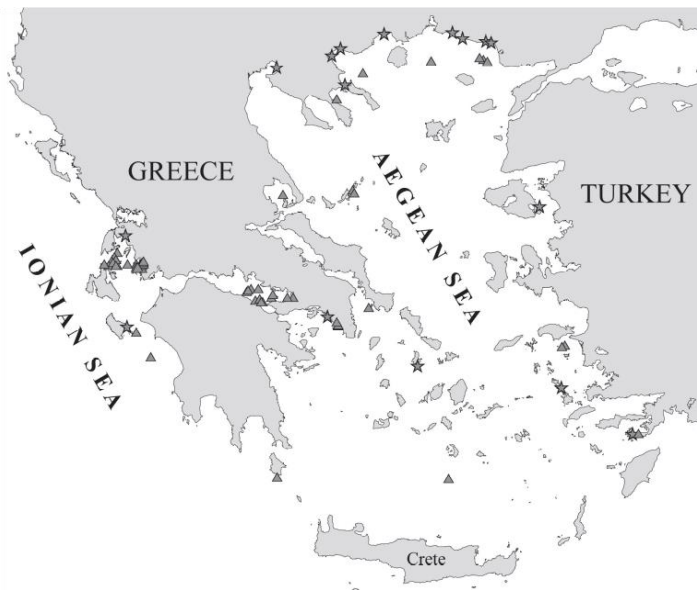 GREECE
AEGEAN SEA
TURKEY
IONIAN SEA
Crete